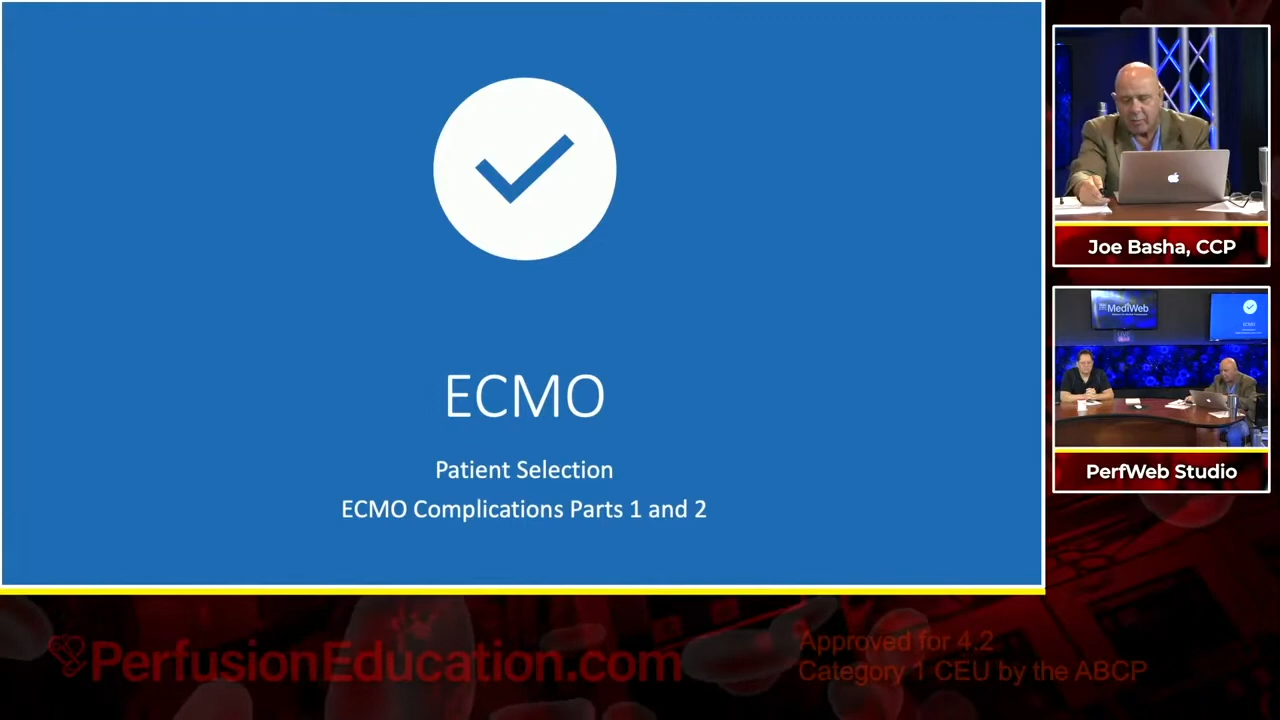 ECMO
Patient Selection
ECMO Complications Parts 1 and 2
Joe Basha, CCP
MediWeb
ECMO
PerfWeb Studio
PerfusionEducation.com
Approved for 4.2
Category 1 CEU by the ABCP